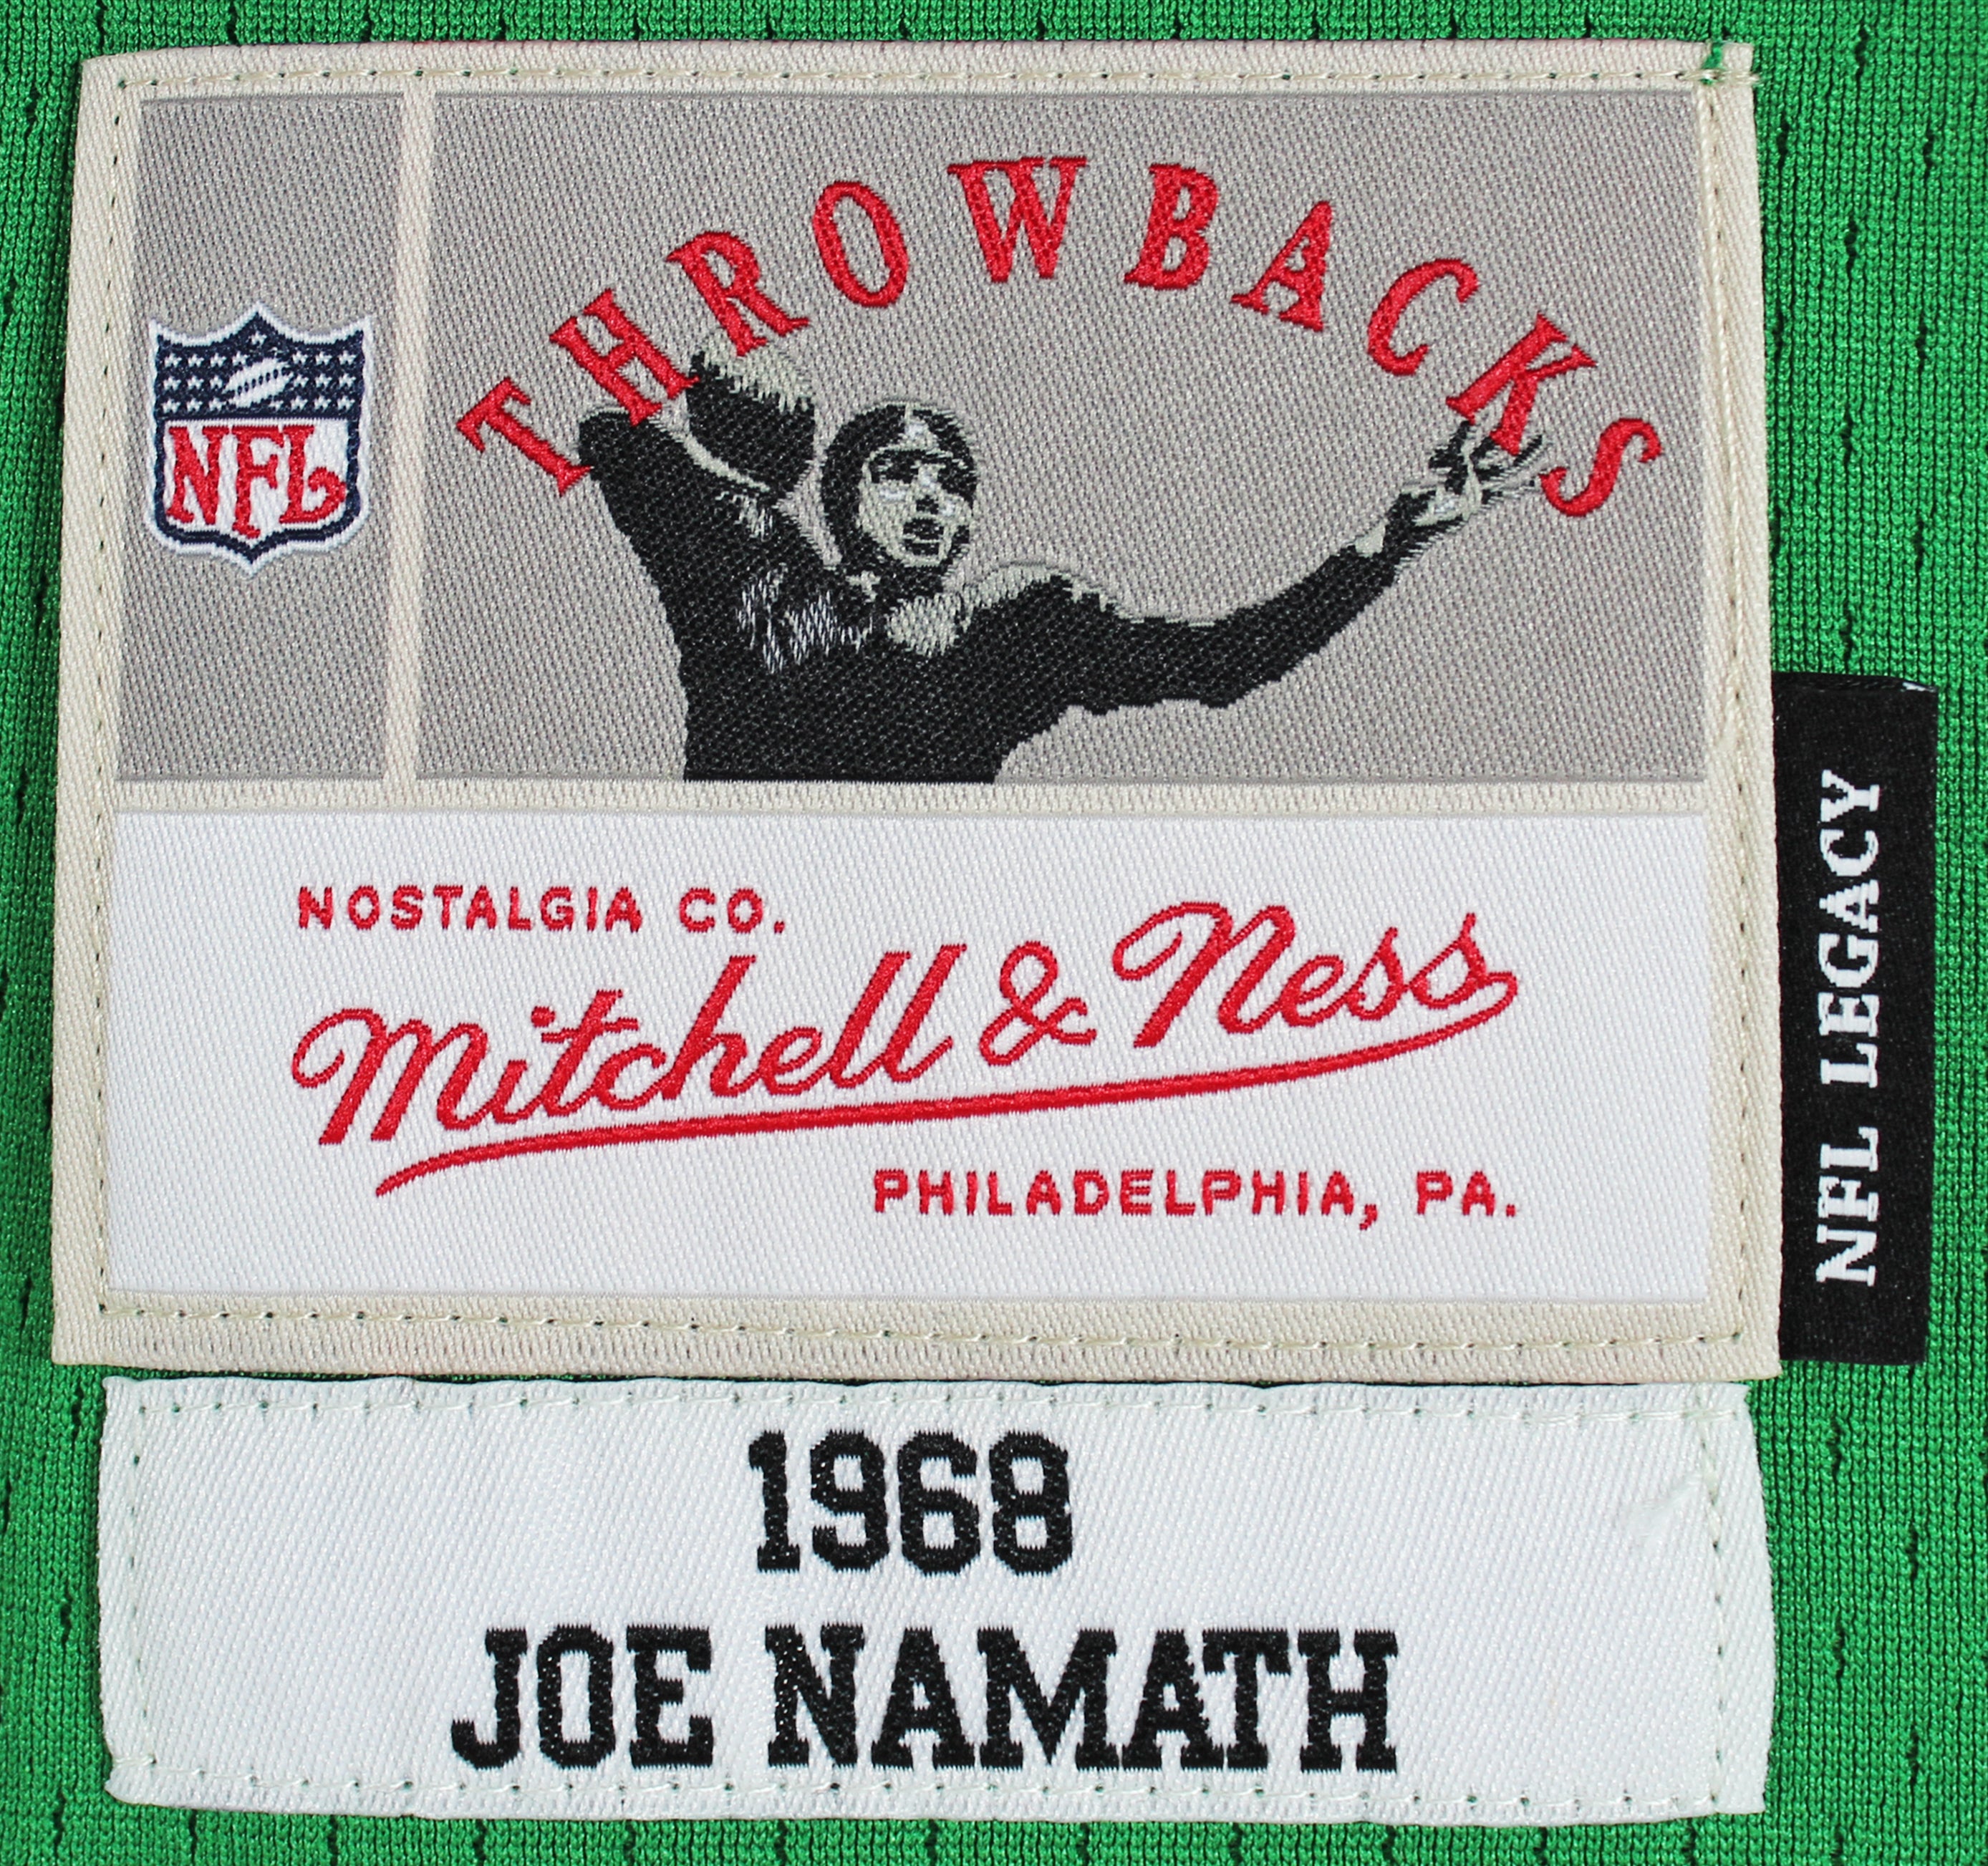 THROWBACKS
NFL
NOSTALGIA CO.
Mitchell & Ness
PHILADELPHIA, PA.
NFL LEGACY
1968
JOE NAMATH